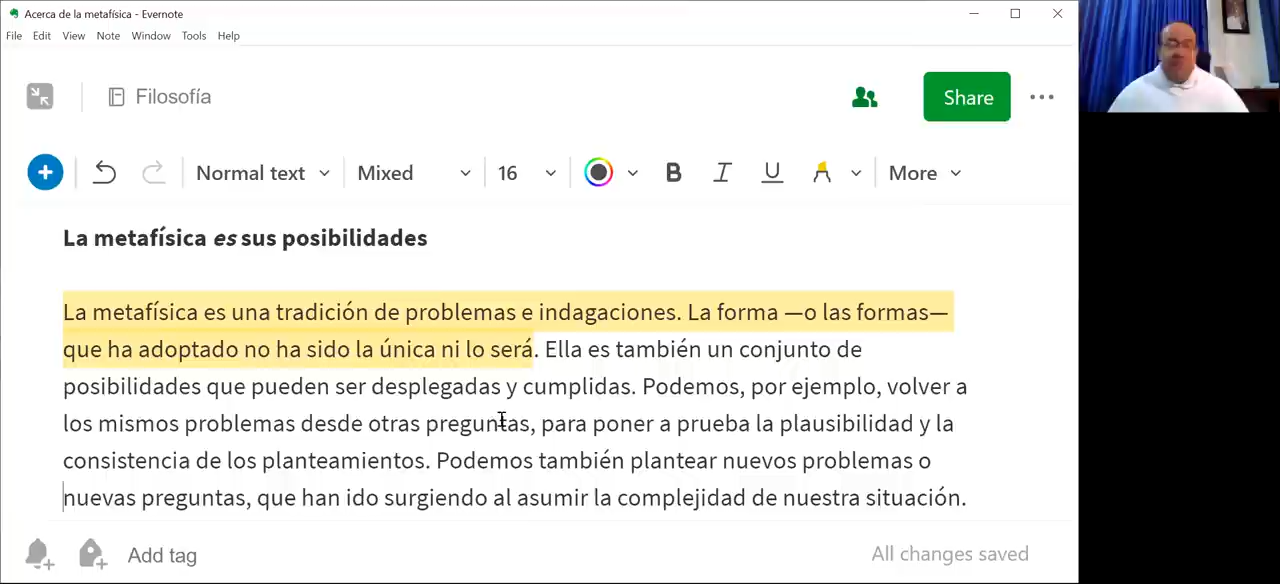 Acerca de la metafísica - Evernote
File Edit View Note Window Tools Help
Filosofía
Share
Normal text Mixed 16 B I U More
La metafísica es sus posibilidades
La metafísica es una tradición de problemas e indagaciones. La forma —o las formas—
que ha adoptado no ha sido la única ni lo será. Ella es también un conjunto de
posibilidades que pueden ser desplegadas y cumplidas. Podemos, por ejemplo, volver a
los mismos problemas desde otras preguntas, para poner a prueba la plausibilidad y la
consistencia de los planteamientos. Podemos también plantear nuevos problemas o
nuevas preguntas, que han ido surgiendo al asumir la complejidad de nuestra situación.
Add tag
All changes saved